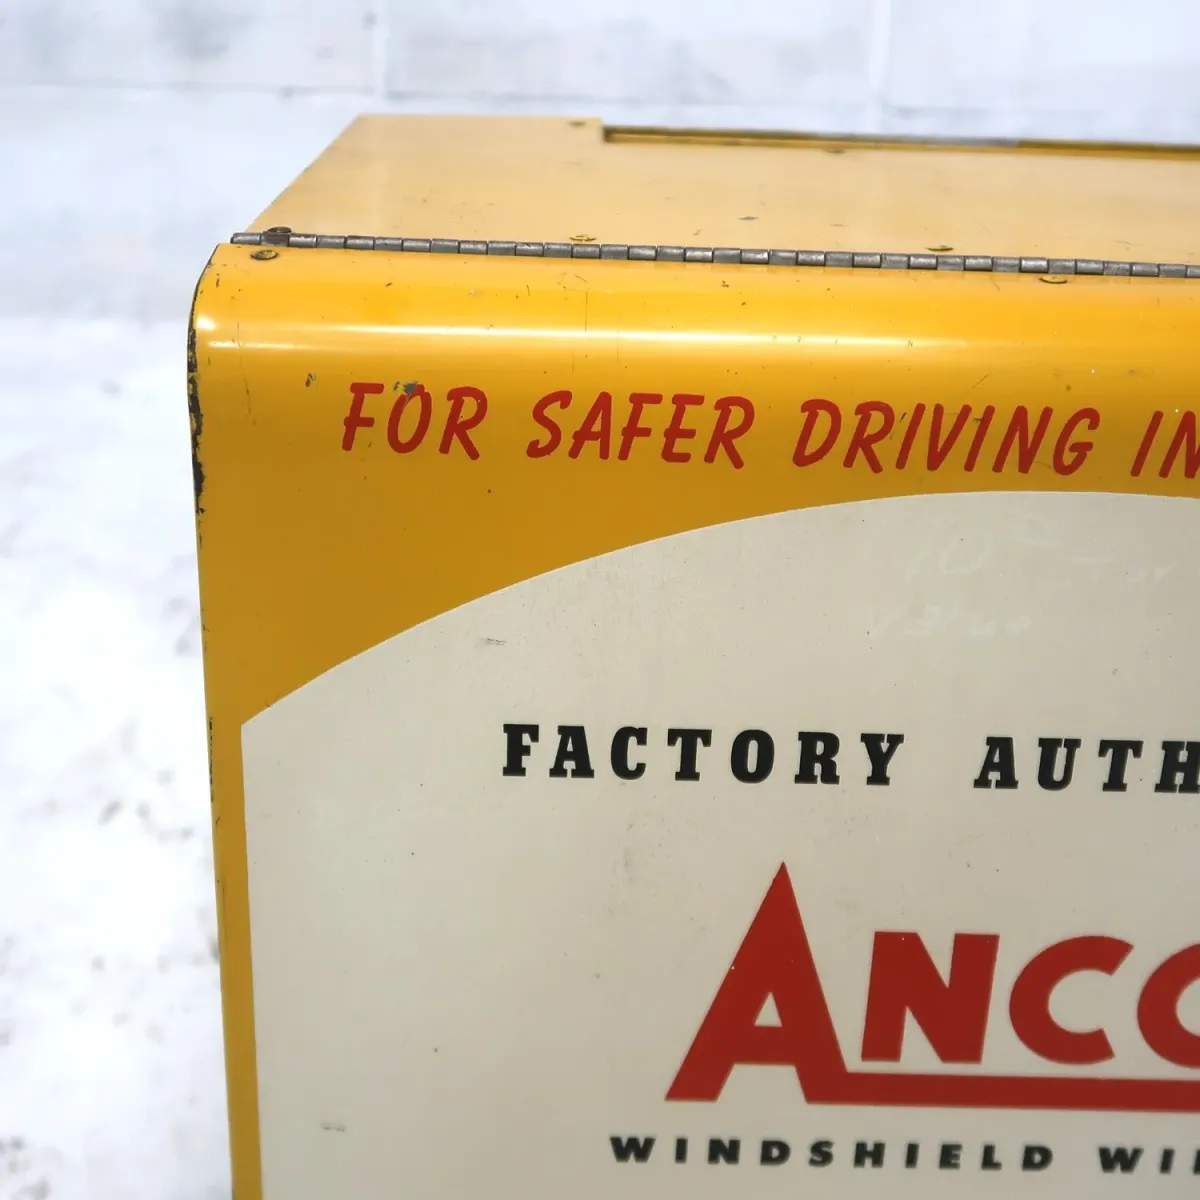 FOR SAFER DRIVING IN
FACTORY AUTH
ANCO
WINDSHIELD WI